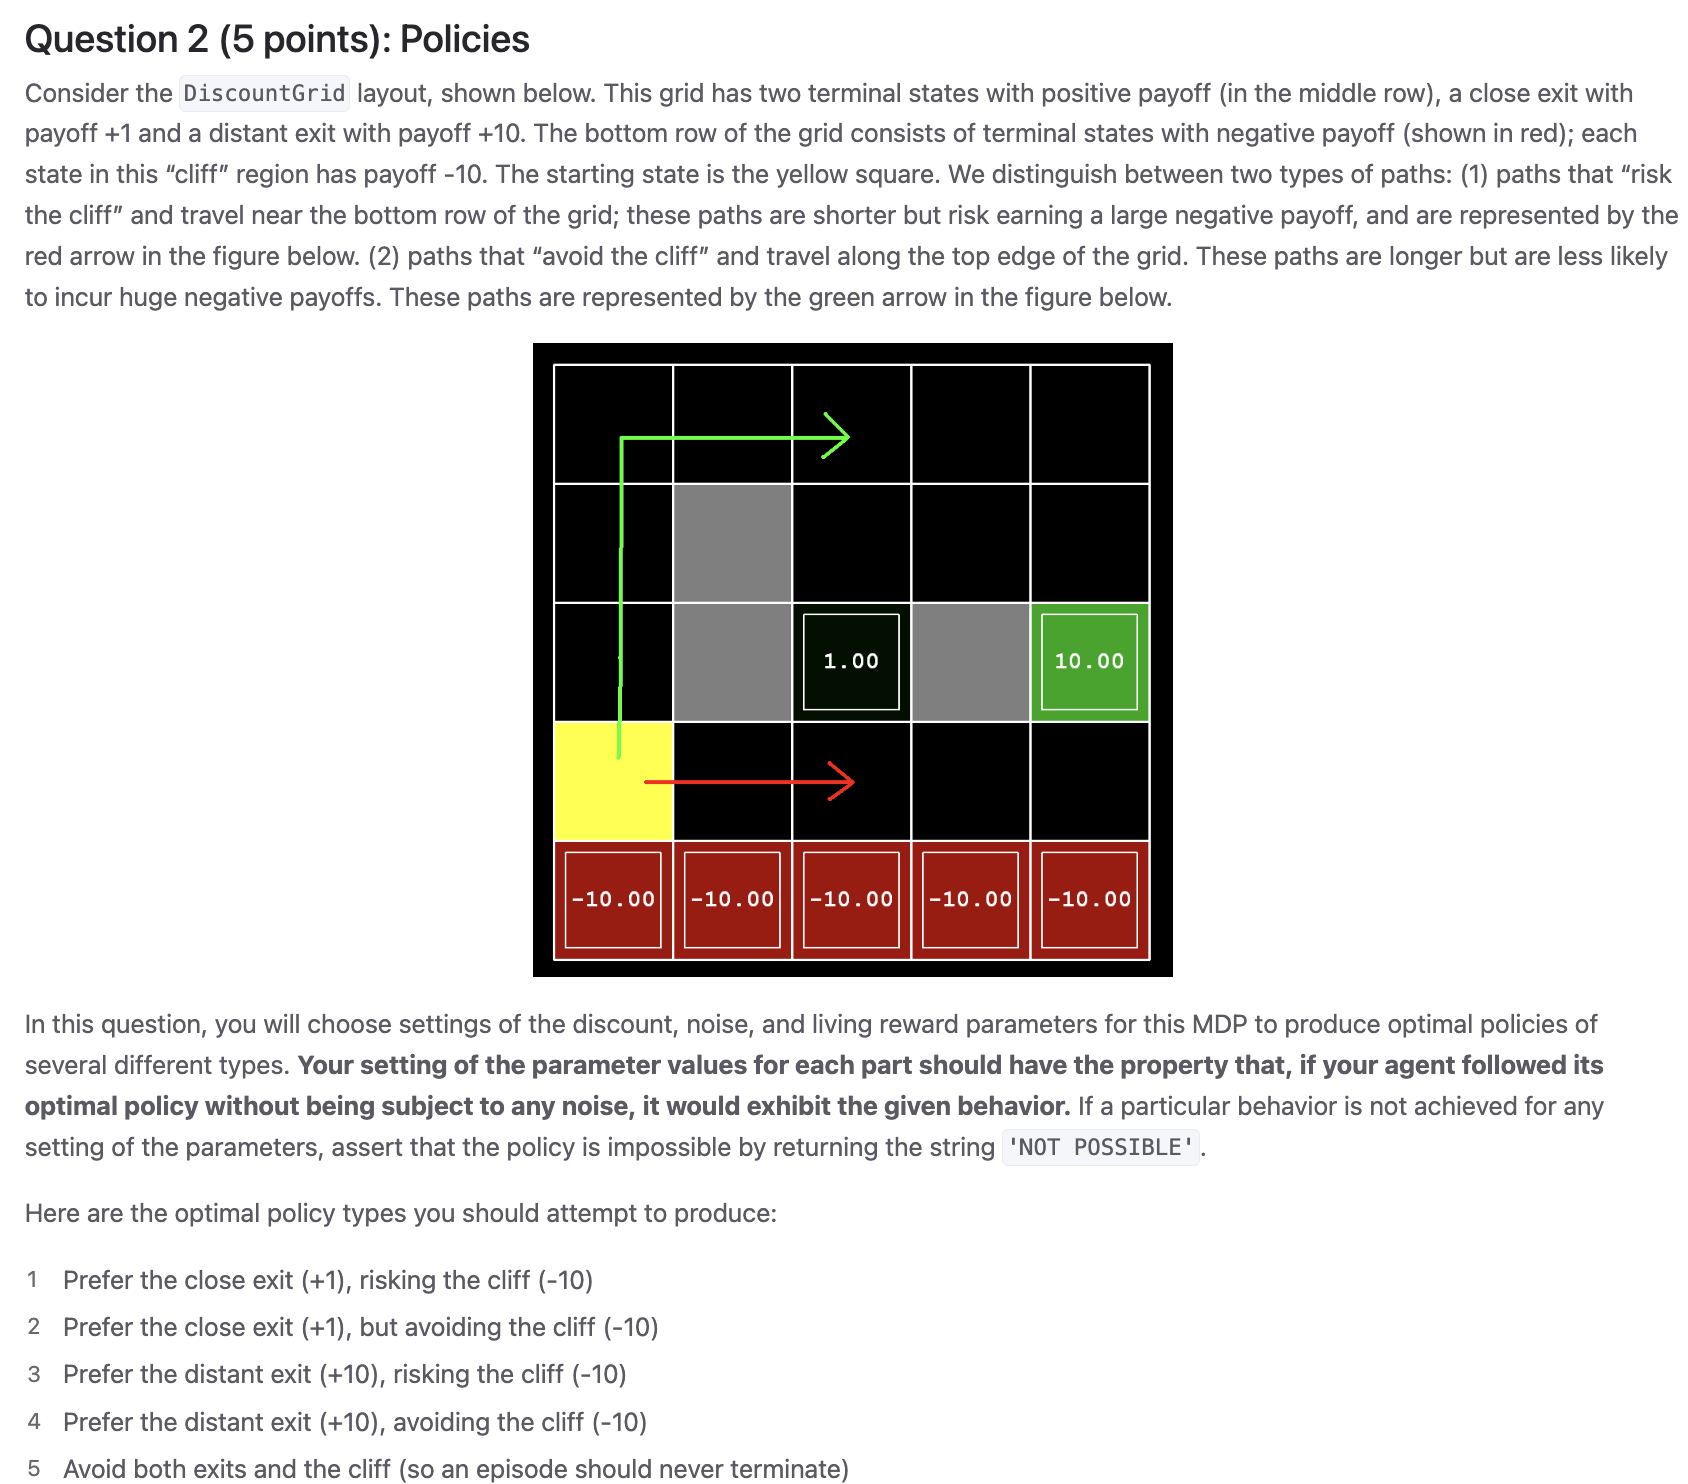 Question 2 (5 points): Policies
Consider the DiscountGrid layout, shown below. This grid has two terminal states with positive payoff (in the middle row), a close exit with
payoff +1 and a distant exit with payoff +10. The bottom row of the grid consists of terminal states with negative payoff (shown in red); each
state in this “cliff” region has payoff -10. The starting state is the yellow square. We distinguish between two types of paths: (1) paths that “risk
the cliff” and travel near the bottom row of the grid; these paths are shorter but risk earning a large negative payoff, and are represented by the
red arrow in the figure below. (2) paths that “avoid the cliff” and travel along the top edge of the grid. These paths are longer but are less likely
to incur huge negative payoffs. These paths are represented by the green arrow in the figure below.
1.00 10.00
-10.00 -10.00 -10.00 -10.00 -10.00
In this question, you will choose settings of the discount, noise, and living reward parameters for this MDP to produce optimal policies of
several different types. Your setting of the parameter values for each part should have the property that, if your agent followed its
optimal policy without being subject to any noise, it would exhibit the given behavior. If a particular behavior is not achieved for any
setting of the parameters, assert that the policy is impossible by returning the string 'NOT POSSIBLE'.
Here are the optimal policy types you should attempt to produce:
1 Prefer the close exit (+1), risking the cliff (-10)
2 Prefer the close exit (+1), but avoiding the cliff (-10)
3 Prefer the distant exit (+10), risking the cliff (-10)
4 Prefer the distant exit (+10), avoiding the cliff (-10)
5 Avoid both exits and the cliff (so an episode should never terminate)